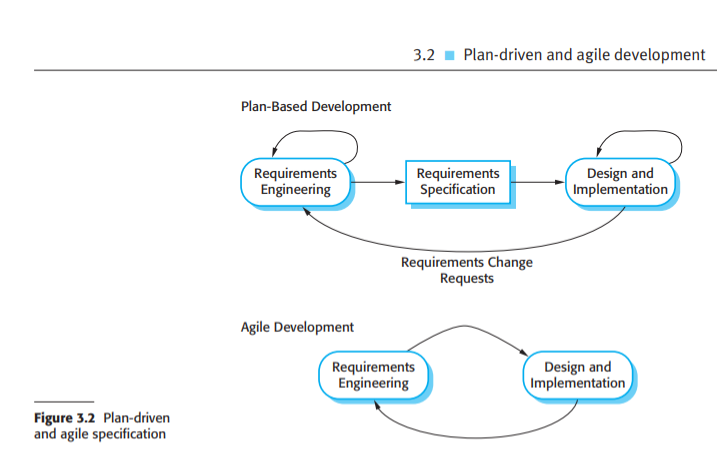 3.2 ■ Plan-driven and agile development
Plan-Based Development
Requirements
Engineering
Requirements
Specification
Design and
Implementation
Requirements Change
Requests
Agile Development
Requirements
Engineering
Design and
Implementation
Figure 3.2 Plan-driven
and agile specification